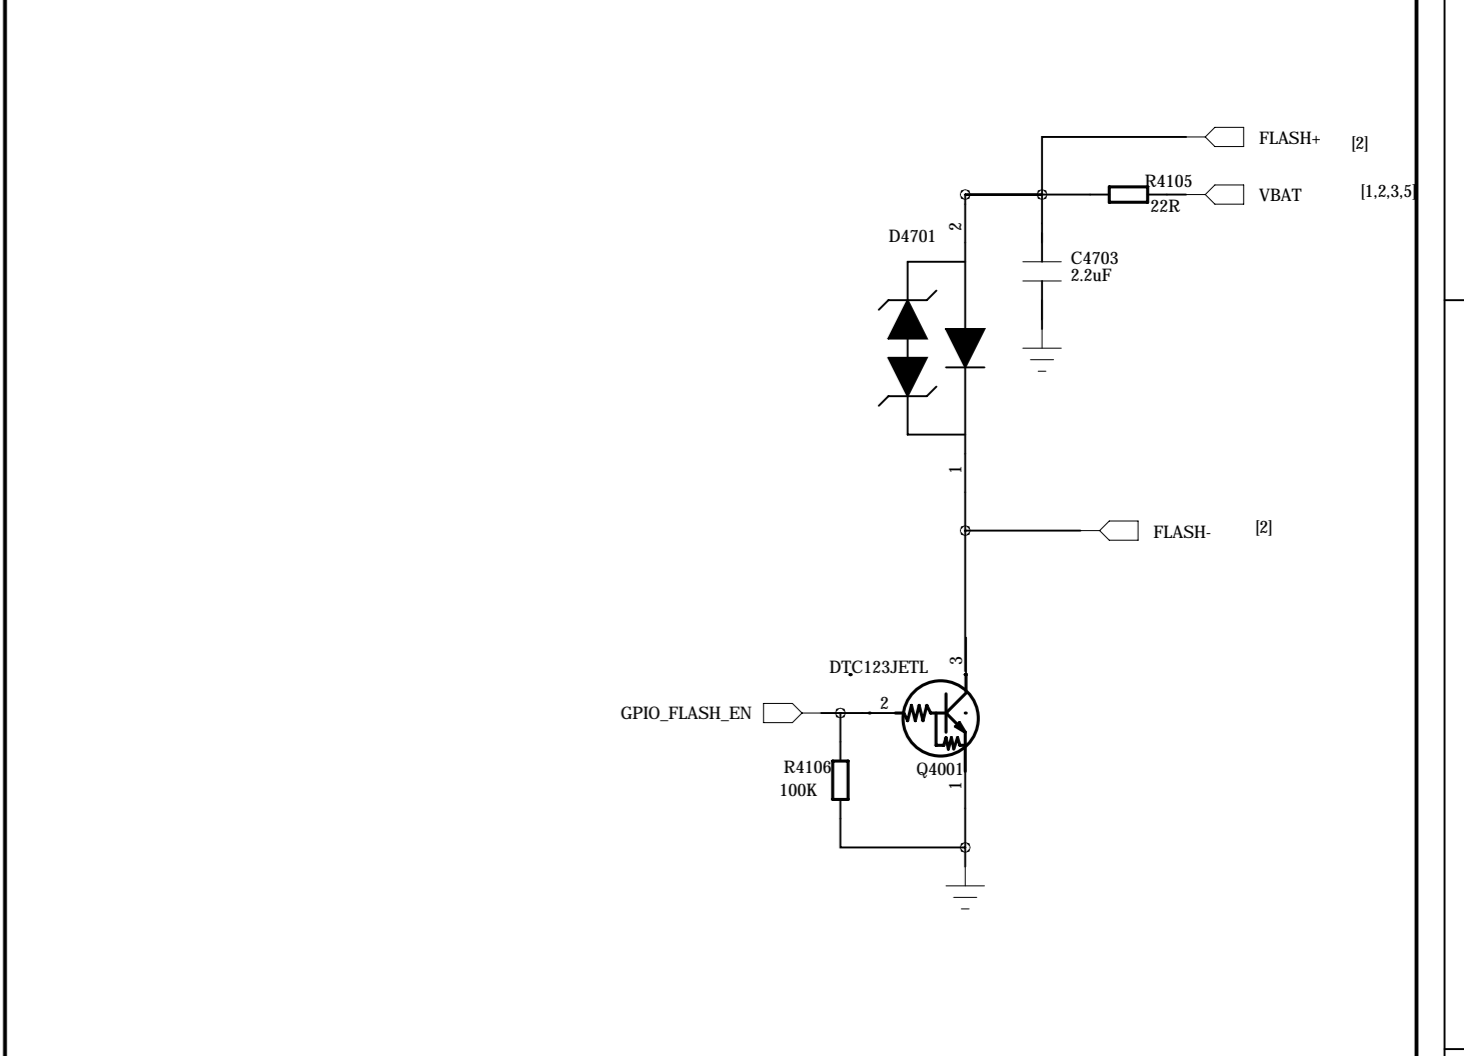 FLASH+ [2]
R4105
VBAT [1,2,3,5]
22R
2
D4701
C4703
2.2uF
1
FLASH- [2]
3
DTC123JETL
2
GPIO_FLASH_EN
R4106
Q4001
100K
1